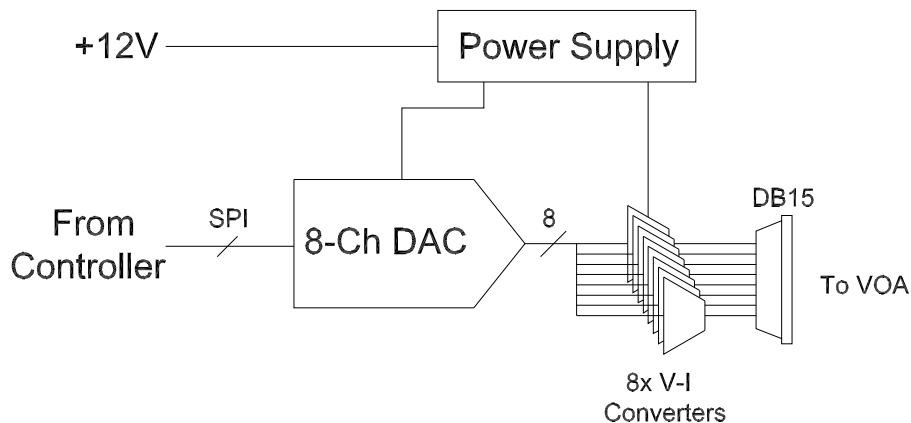 +12V
Power Supply
DB15
From
Controller
SPI
8-Ch DAC
8
To VOA
8x V-I
Converters